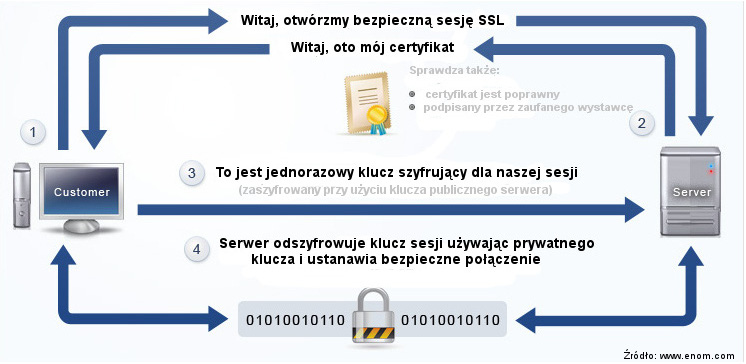 Witaj, otwórzmy bezpieczną sesję SSL
Witaj, oto mój certyfikat
Sprawdza także:
certyfikat jest poprawny
podpisany przez zaufanego wystawcę
1
2
Customer
Server
3
To jest jednorazowy klucz szyfrujący dla naszej sesji
(zaszyfrowany przy użyciu klucza publicznego serwera)
4
Serwer odszyfrowuje klucz sesji używając prywatnego
klucza i ustanawia bezpieczne połączenie
01010010110
01010010110
Źródło: www.enom.com